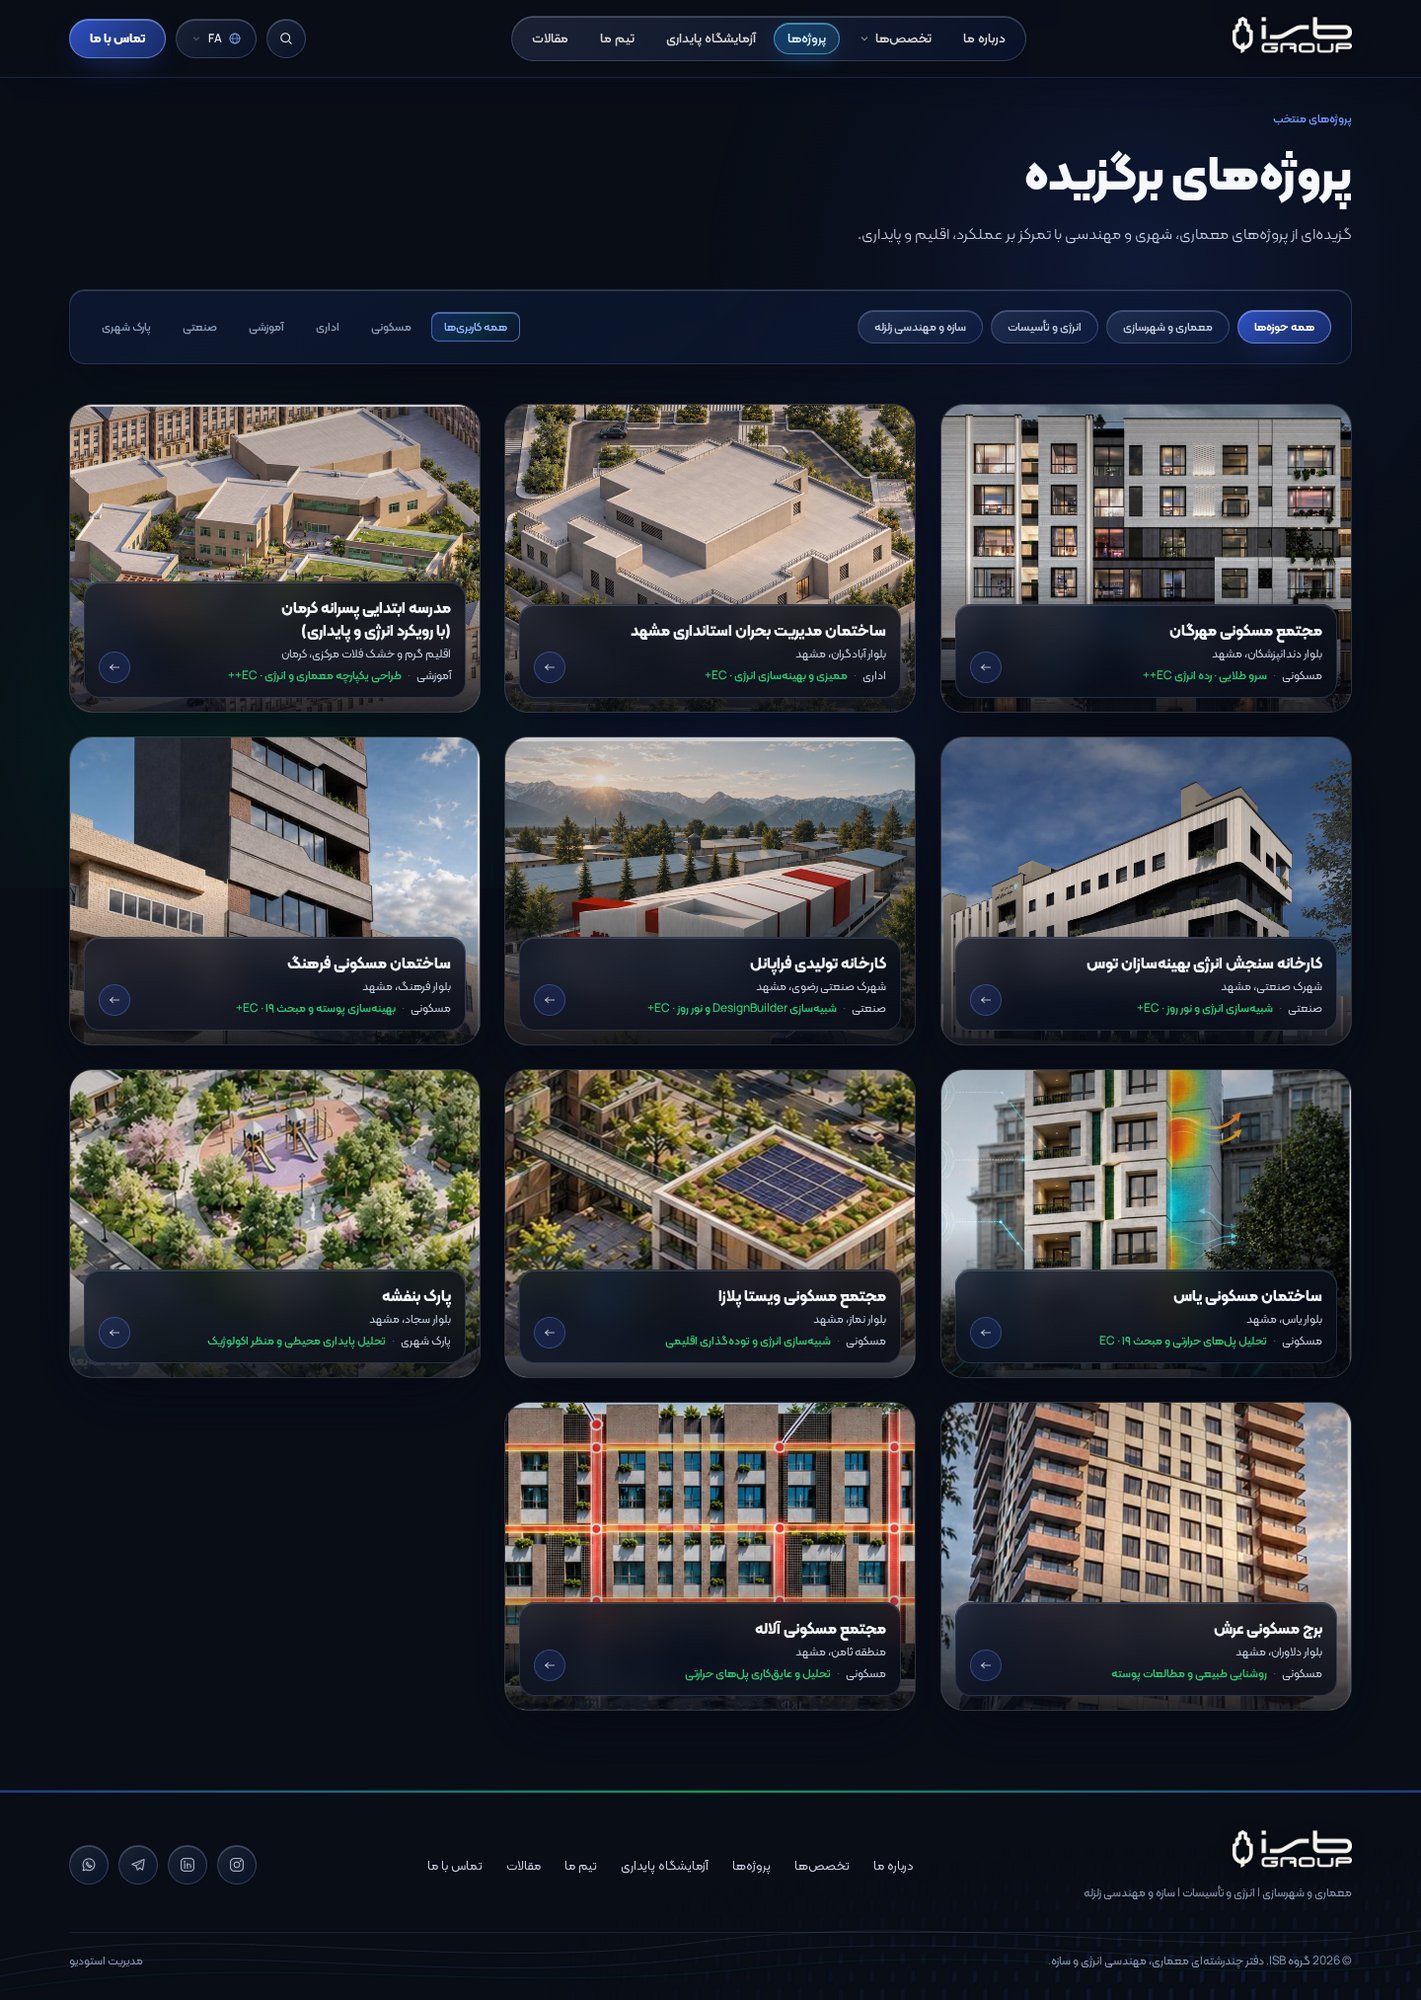 isb
GROUP
درباره ما
تخصص‌ها
پروژه‌ها
آزمایشگاه پایداری
تیم ما
مقالات
FA
تماس با ما
پروژه‌های منتخب
پروژه‌های برگزیده
گزیده‌ای از پروژه‌های معماری، شهری و مهندسی با تمرکز بر عملکرد، اقلیم و پایداری.
همه حوزه‌ها
معماری و شهرسازی
انرژی و تأسیسات
سازه و مهندسی زلزله
همه کاربری‌ها
مسکونی
اداری
آموزشی
صنعتی
پارک شهری
مجتمع مسکونی مهرگان
بلوار دندانپزشکان، مشهد
مسکونی · سرو طلایی · رده انرژی EC++
ساختمان مدیریت بحران استانداری مشهد
بلوار آبادگران، مشهد
اداری · ممیزی و بهینه‌سازی انرژی · EC+
مدرسه ابتدایی پسرانه کرمان
(با رویکرد انرژی و پایداری)
اقلیم گرم و خشک فلات مرکزی، کرمان
آموزشی · طراحی یکپارچه معماری و انرژی · EC++
کارخانه سنجش انرژی بهینه‌سازان توس
شهرک صنعتی، مشهد
صنعتی · شبیه‌سازی انرژی و نور روز · EC+
کارخانه تولیدی فراپانل
شهرک صنعتی رضوی، مشهد
صنعتی · شبیه‌سازی DesignBuilder و نور روز · EC+
ساختمان مسکونی فرهنگ
بلوار فرهنگ، مشهد
مسکونی · بهینه‌سازی پوسته و مبحث ۱۹ · EC+
ساختمان مسکونی یاس
بلوار یاس، مشهد
مسکونی · تحلیل پل‌های حرارتی و مبحث ۱۹ · EC
مجتمع مسکونی ویستا پلازا
بلوار نماز، مشهد
مسکونی · شبیه‌سازی انرژی و توده‌گذاری اقلیمی
پارک بنفشه
بلوار سجاد، مشهد
پارک شهری · تحلیل پایداری محیطی و منظر اکولوژیک
برج مسکونی عرش
بلوار دلاوران، مشهد
مسکونی · روشنایی طبیعی و مطالعات پوسته
مجتمع مسکونی آلاله
منطقه ثامن، مشهد
مسکونی · تحلیل و عایق‌کاری پل‌های حرارتی
isb
GROUP
معماری و شهرسازی | انرژی و تأسیسات | سازه و مهندسی زلزله
درباره ما
تخصص‌ها
پروژه‌ها
آزمایشگاه پایداری
تیم ما
مقالات
تماس با ما
© 2026 گروه ISB. دفتر چندرشته‌ای معماری، مهندسی انرژی و سازه.
مدیریت استودیو